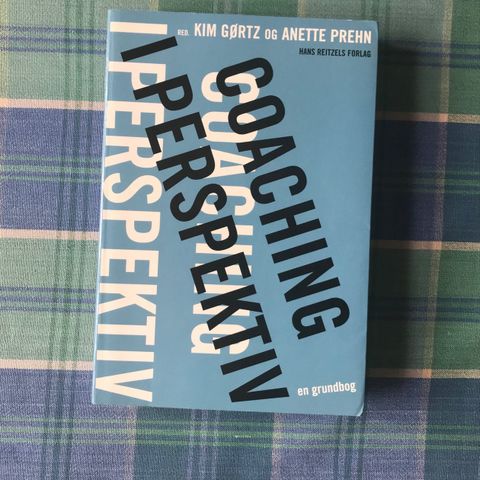 RED. KIM GØRTZ OG ANETTE PREHN
HANS REITZELS FORLAG
COACHING
I PERSPEKTIV
COACHING
I PERSPEKTIV
en grundbog